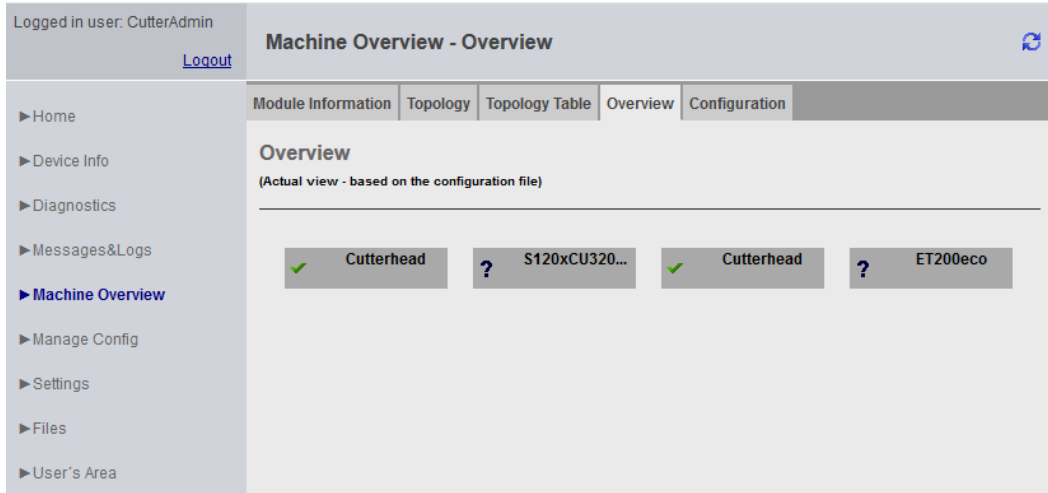 Logged in user: CutterAdmin
Logout
Machine Overview - Overview
Module Information
Topology
Topology Table
Overview
Configuration
►Home
►Device Info
►Diagnostics
►Messages&Logs
►Machine Overview
►Manage Config
►Settings
►Files
►User´s Area
Overview
(Actual view - based on the configuration file)
Cutterhead
? S120xCU320...
Cutterhead
? ET200eco